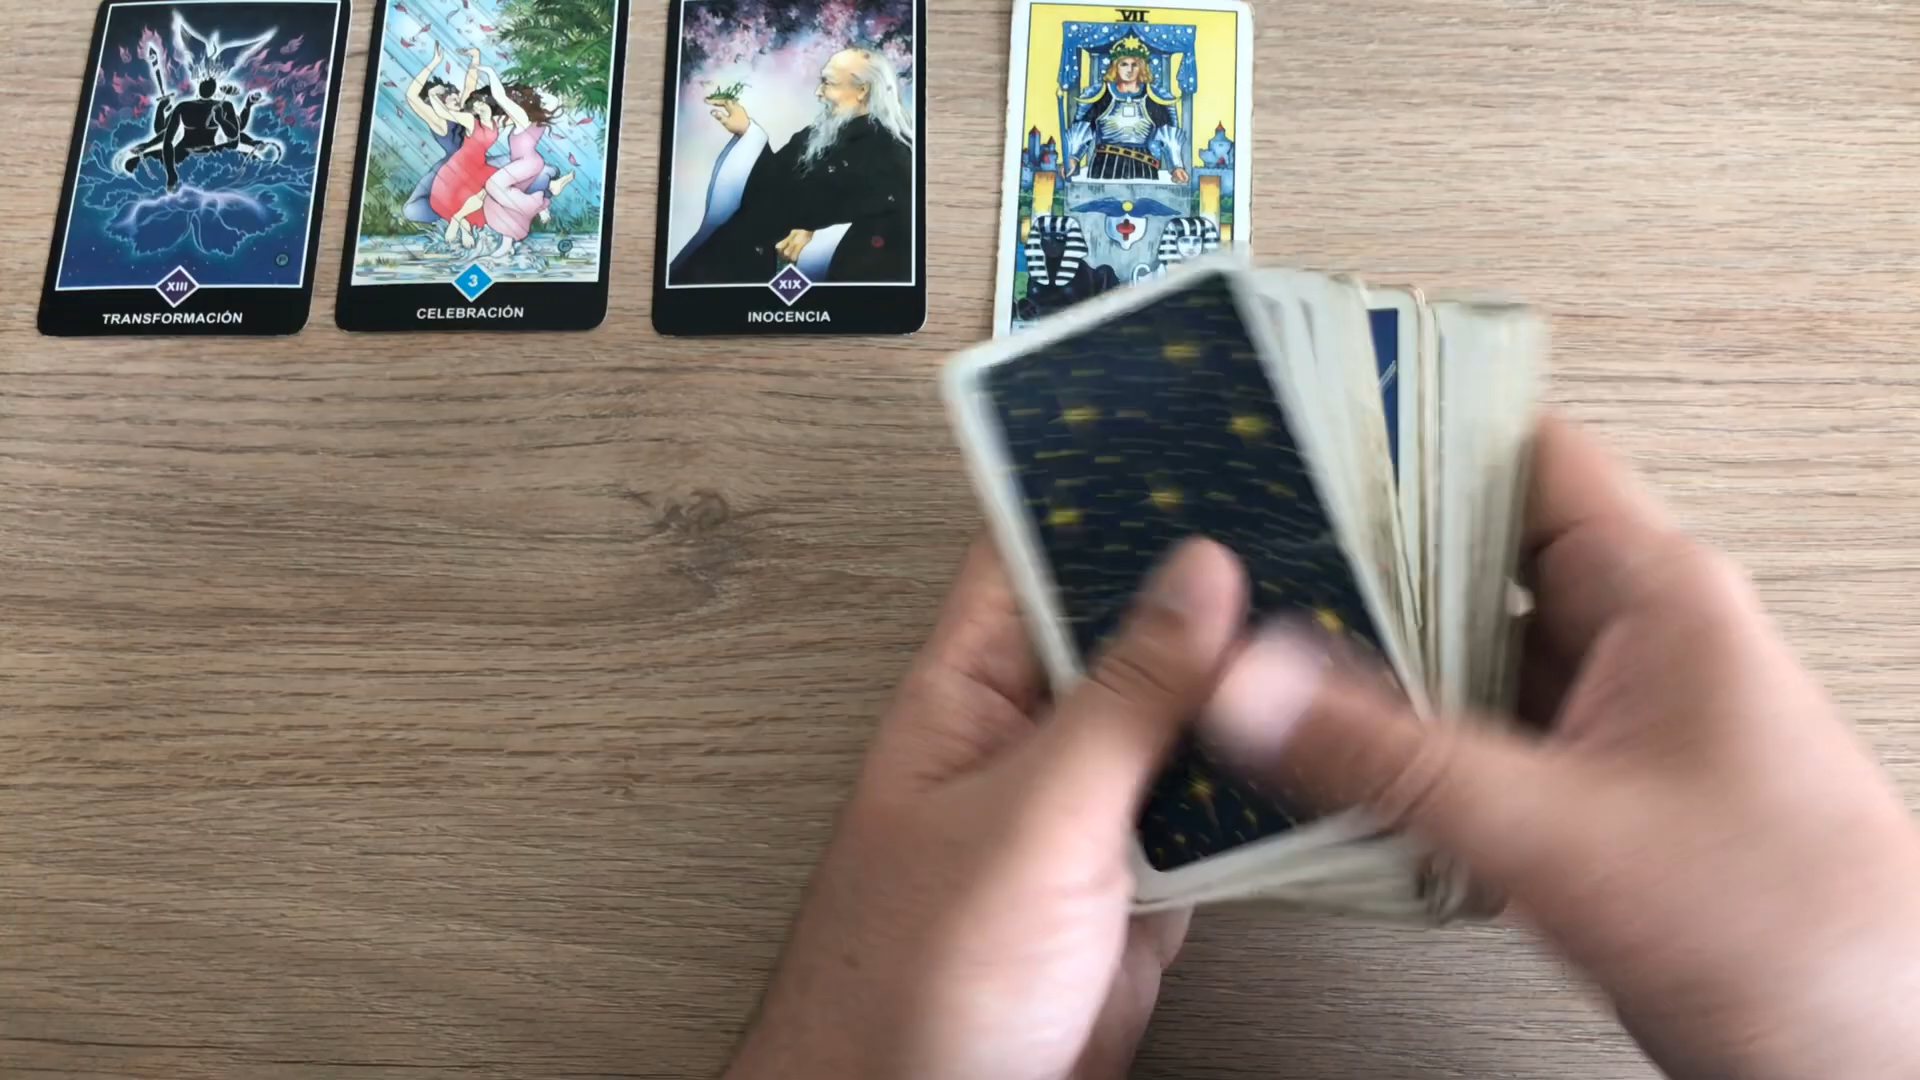 XIII
TRANSFORMACIÓN
3
CELEBRACIÓN
XIX
INOCENCIA
VII